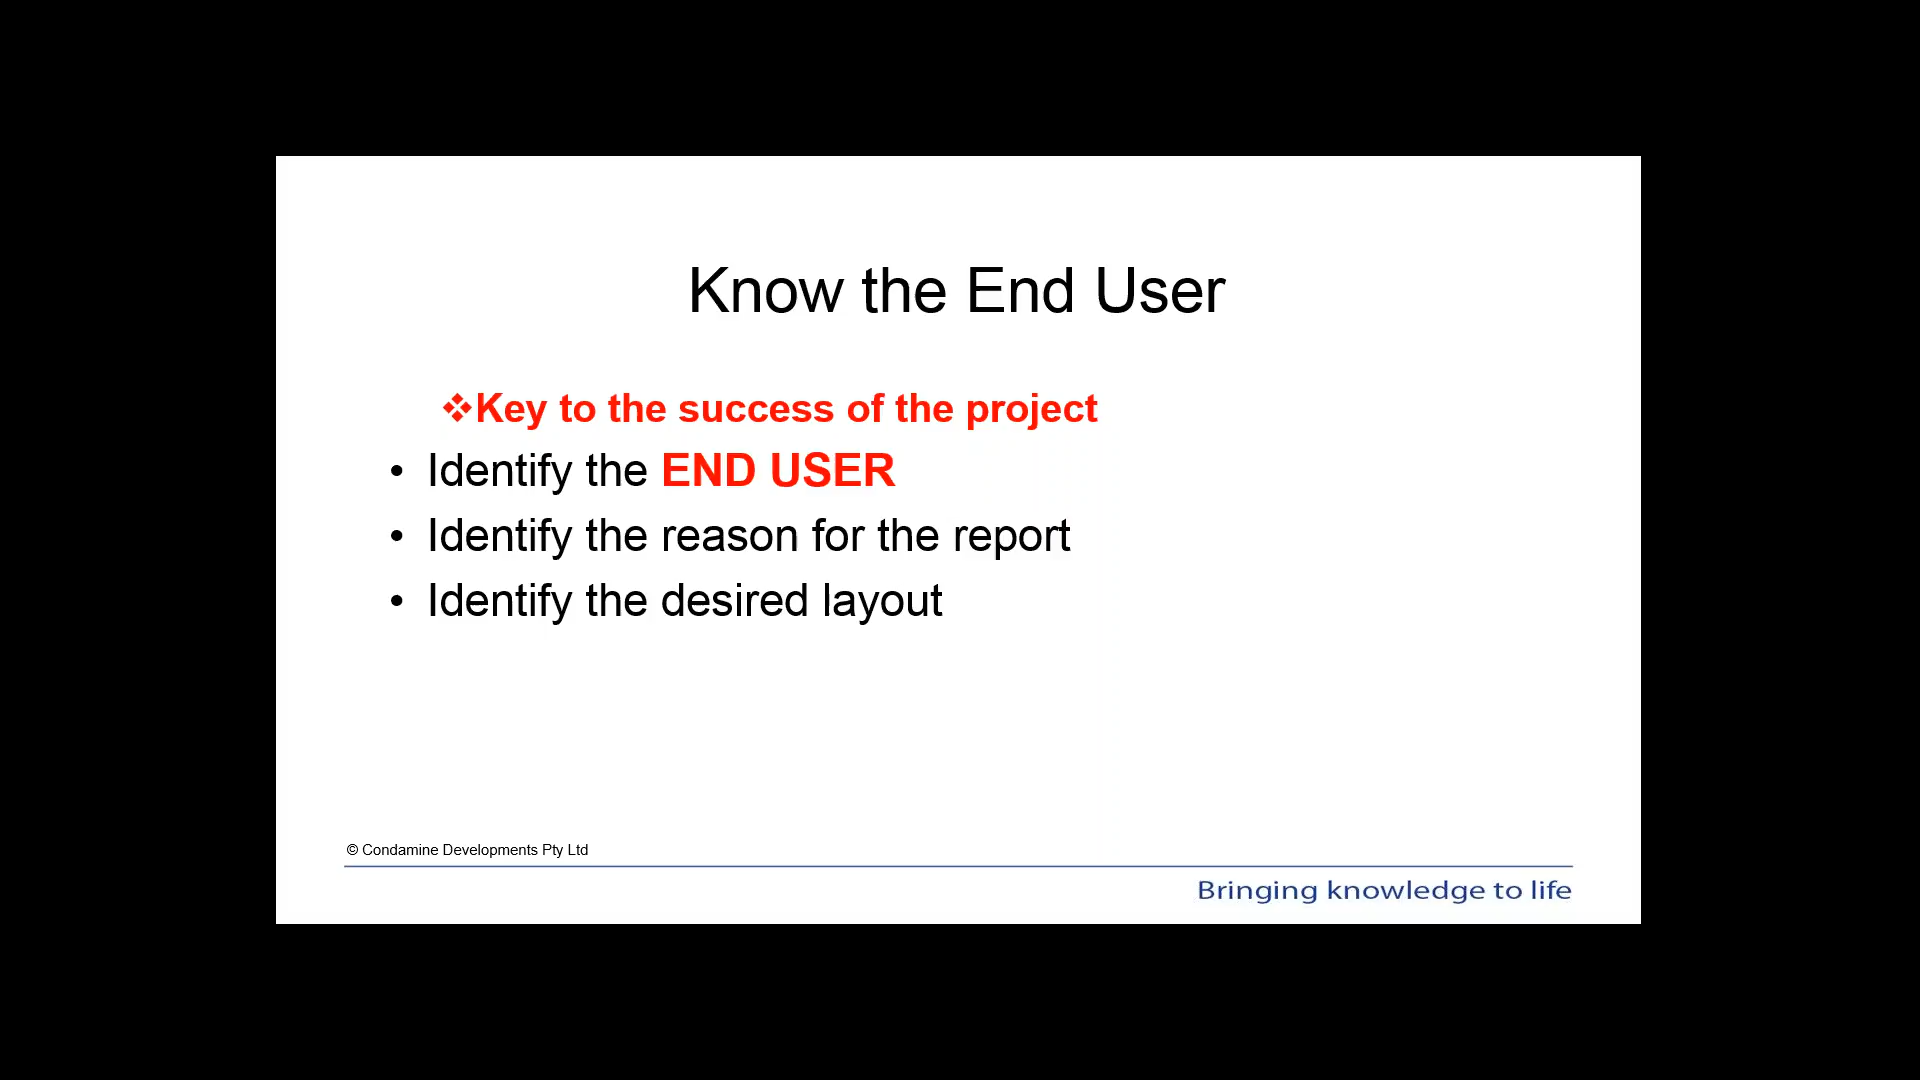 Know the End User
❖Key to the success of the project
• Identify the END USER
• Identify the reason for the report
• Identify the desired layout
© Condamine Developments Pty Ltd
Bringing knowledge to life